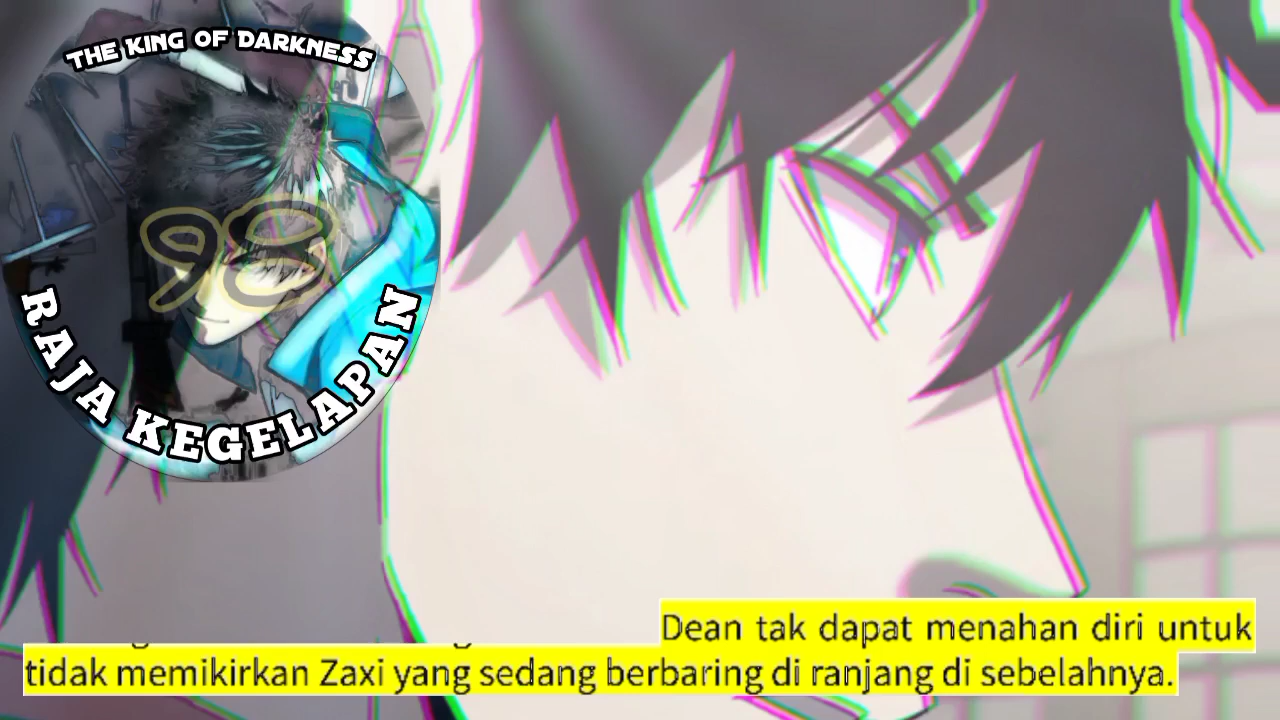 THE KING OF DARKNESS
98
RAJA KEGELAPAN
Dean tak dapat menahan diri untuk
tidak memikirkan Zaxi yang sedang berbaring di ranjang di sebelahnya.